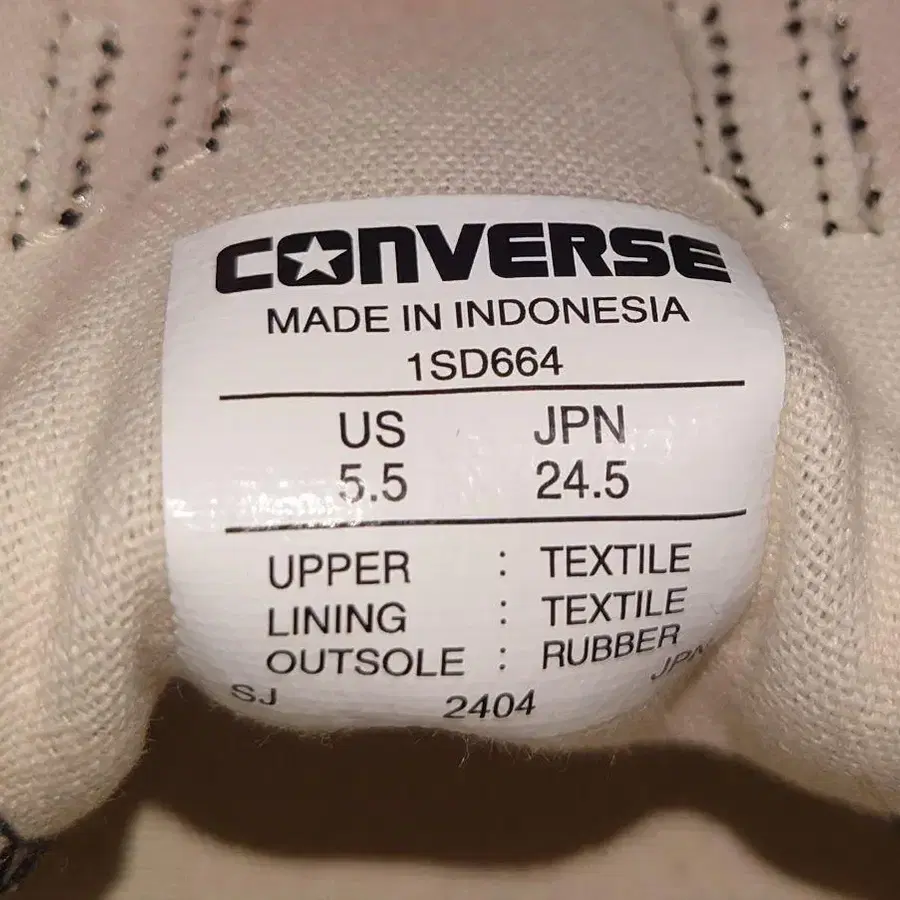 CONVERSE
MADE IN INDONESIA
1SD664
US JPN
5.5 24.5
UPPER : TEXTILE
LINING : TEXTILE
OUTSOLE : RUBBER
SJ 2404 JPN